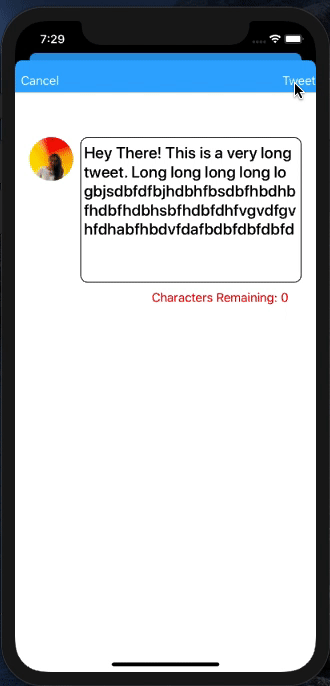 7:29
Cancel Tweet
Hey There! This is a very long
tweet. Long long long long lo
gbjsdbfdfbjhdbhfbsdbfhbdhb
fhdbfhdbhsbfhdbfdhfvgvdfgv
hfdhabfhbdvfdafbdbfdbfdbfd
Characters Remaining: 0